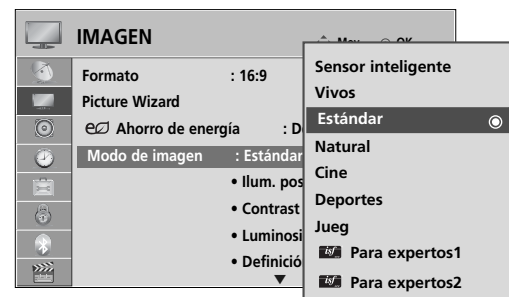 IMAGEN
Mov. OK
Formato : 16:9
Picture Wizard
Ahorro de energía : D
Modo de imagen : Estándar
• Ilum. pos
• Contrast
• Luminosi
• Definició
Sensor inteligente
Vivos
Estándar
Natural
Cine
Deportes
Jueg
isf Para expertos1
isf Para expertos2